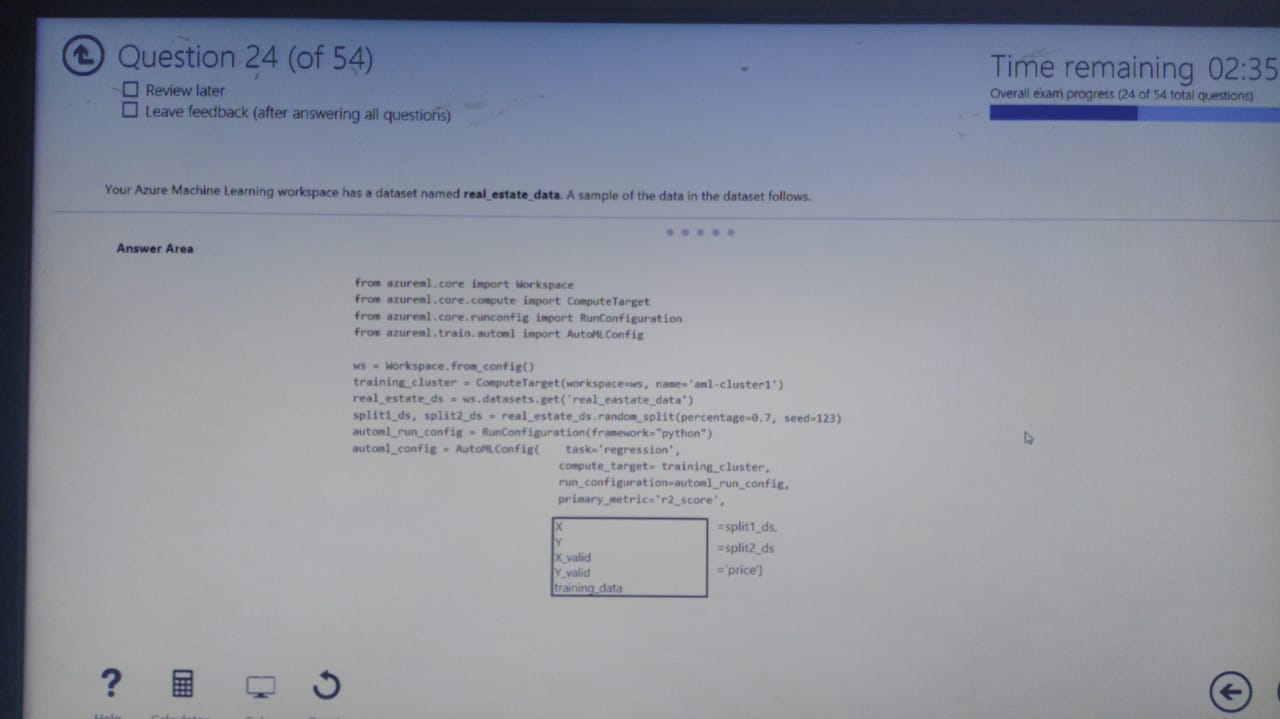 Question 24 (of 54)
Time remaining 02:35
Review later
Overall exam progress (24 of 54 total questions)
Leave feedback (after answering all questions)
Your Azure Machine Learning workspace has a dataset named real_estate_data. A sample of the data in the dataset follows.
Answer Area
from azureml.core import Workspace
from azureml.core.compute import ComputeTarget
from azureml.core.runconfig import RunConfiguration
from azureml.train.automl import AutoMLConfig
ws = Workspace.from_config()
training_cluster = ComputeTarget(workspace=ws, name='aml-cluster1')
real_estate_ds = ws.datasets.get('real_eastate_data')
split1_ds, split2_ds = real_estate_ds.random_split(percentage=0.7, seed=123)
automl_run_config = RunConfiguration(framework="python")
automl_config = AutoMLConfig( task='regression',
compute_target= training_cluster,
run_configuration=automl_run_config,
primary_metric='r2_score',
X =split1_ds,
Y =split2_ds
X_valid
Y_valid ='price')
training_data
Help